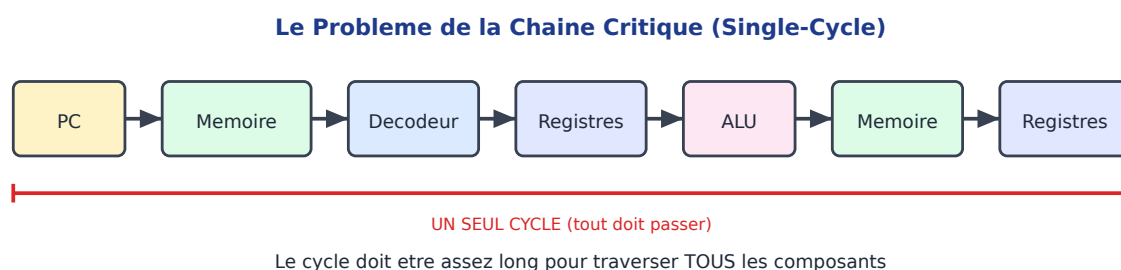 Le Probleme de la Chaine Critique (Single-Cycle)
PC Memoire Decodeur Registres ALU Memoire Registres
UN SEUL CYCLE (tout doit passer)
Le cycle doit etre assez long pour traverser TOUS les composants